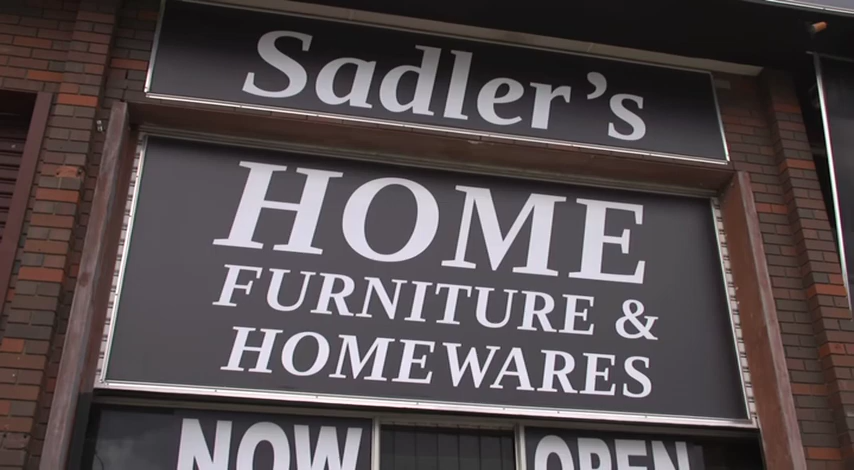 Sadler's
HOME
FURNITURE &
HOMEWARES
NOW OPEN